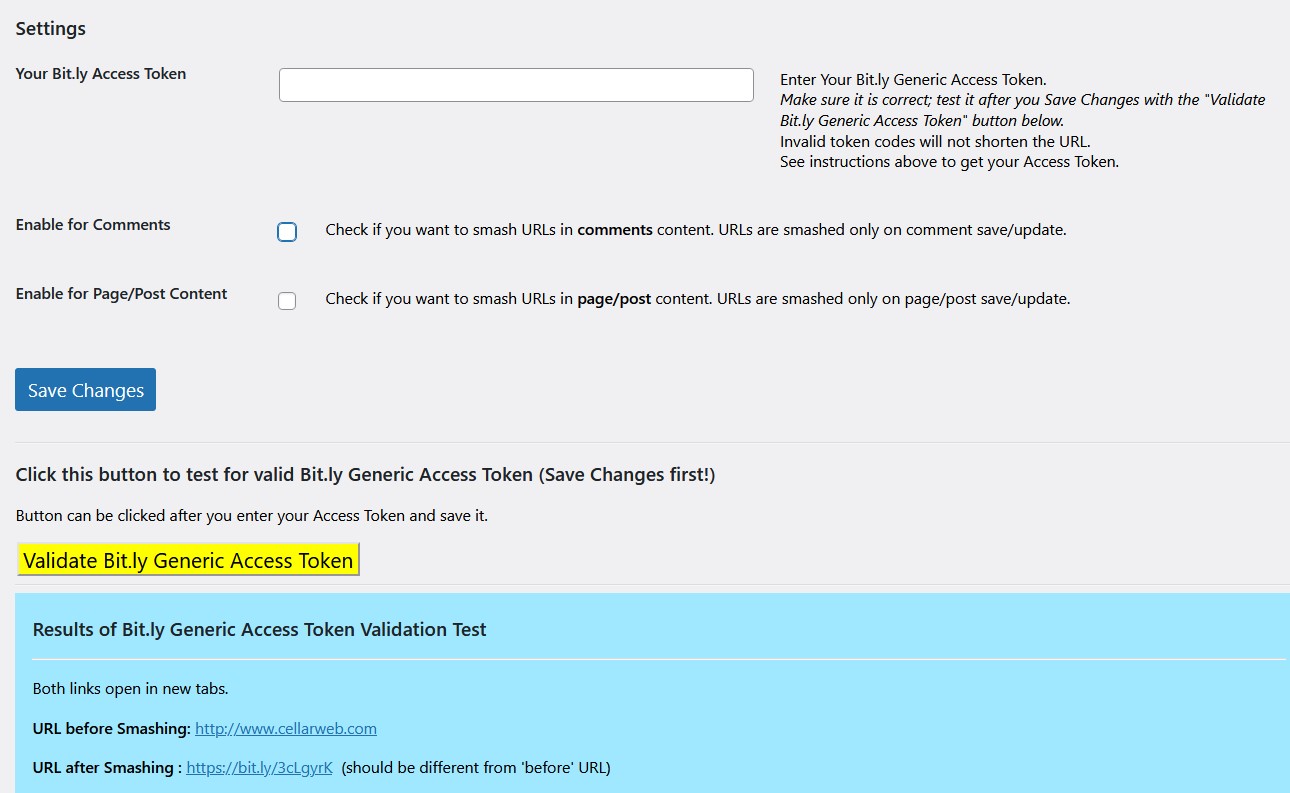 Settings
Your Bit.ly Access Token
Enter Your Bit.ly Generic Access Token.
Make sure it is correct; test it after you Save Changes with the "Validate
Bit.ly Generic Access Token" button below.
Invalid token codes will not shorten the URL.
See instructions above to get your Access Token.
Enable for Comments
Check if you want to smash URLs in comments content. URLs are smashed only on comment save/update.
Enable for Page/Post Content
Check if you want to smash URLs in page/post content. URLs are smashed only on page/post save/update.
Save Changes
Click this button to test for valid Bit.ly Generic Access Token (Save Changes first!)
Button can be clicked after you enter your Access Token and save it.
Validate Bit.ly Generic Access Token
Results of Bit.ly Generic Access Token Validation Test
Both links open in new tabs.
URL before Smashing: http://www.cellarweb.com
URL after Smashing : https://bit.ly/3cLgyrK (should be different from 'before' URL)